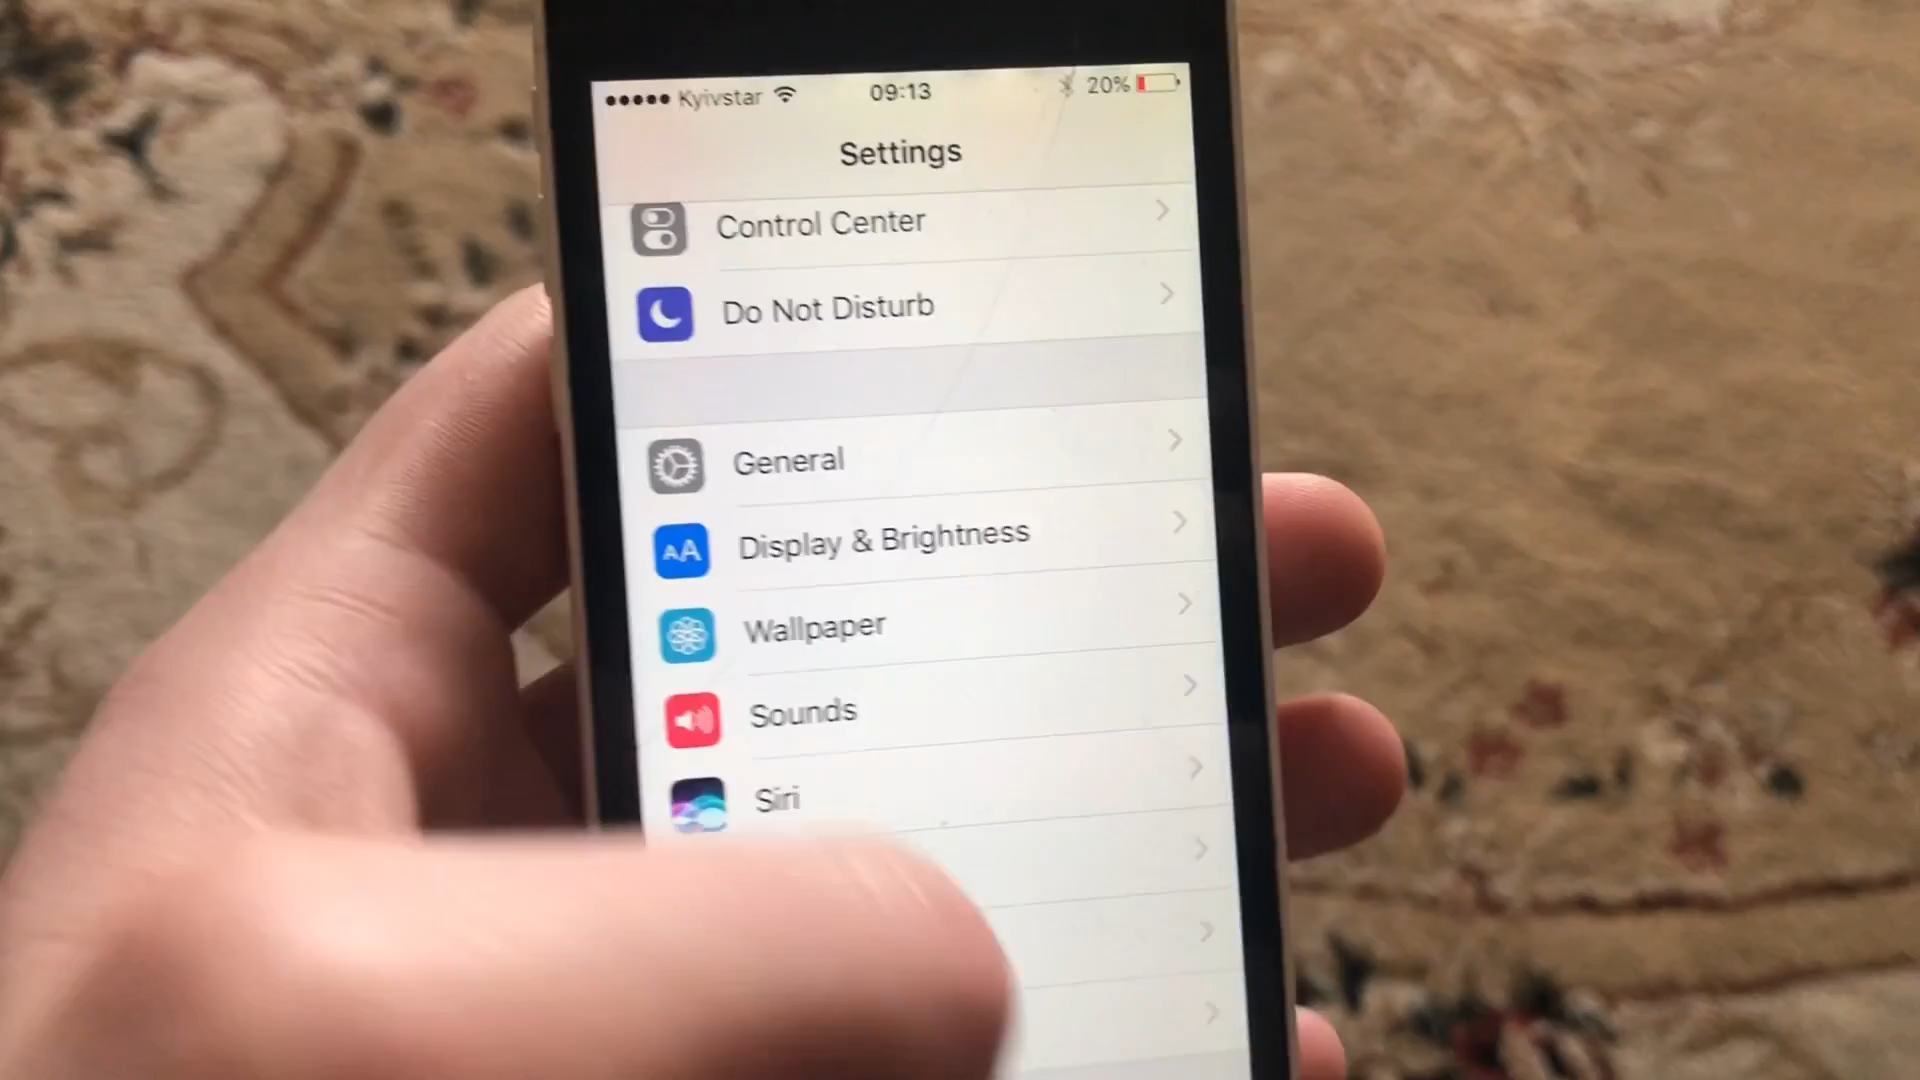 Kyivstar 09:13 20%
Settings
Control Center
Do Not Disturb
General
AA Display & Brightness
Wallpaper
Sounds
Siri